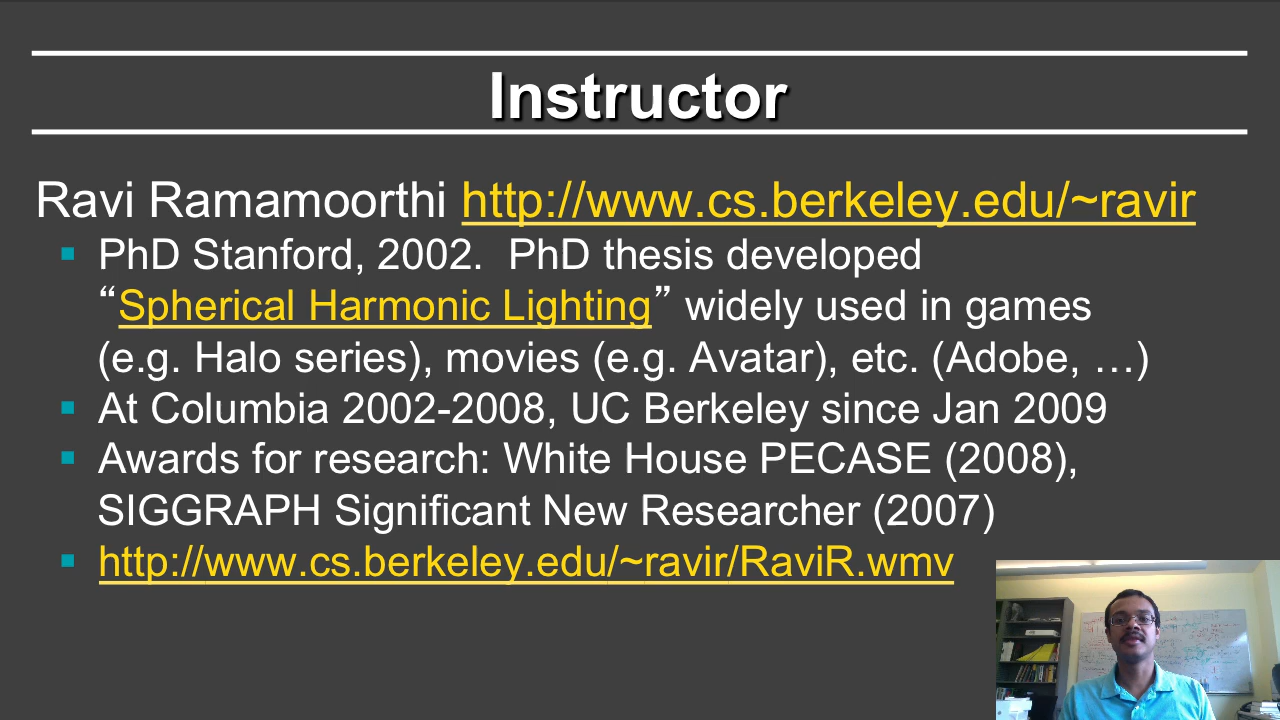 Instructor
Ravi Ramamoorthi http://www.cs.berkeley.edu/~ravir
PhD Stanford, 2002.  PhD thesis developed
“Spherical Harmonic Lighting” widely used in games
(e.g. Halo series), movies (e.g. Avatar), etc. (Adobe, …)
At Columbia 2002-2008, UC Berkeley since Jan 2009
Awards for research: White House PECASE (2008),
SIGGRAPH Significant New Researcher (2007)
http://www.cs.berkeley.edu/~ravir/RaviR.wmv